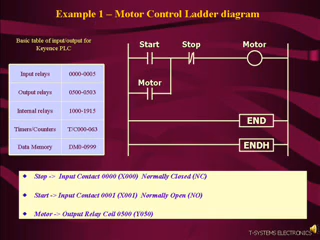 Example 1 – Motor Control Ladder diagram
Basic table of input/output for
Keyence PLC
Input relays 0000-0005
Output relays 0500-0503
Internal relays 1000-1915
Timers/Counters T/C000-063
Data Memory DM0-0999
Start Stop Motor
Motor
END
ENDH
Stop -> Input Contact 0000 (X000) Normally Closed (NC)
Start -> Input Contact 0001 (X001) Normally Open (NO)
Motor -> Output Relay Coil 0500 (Y050)
T-SYSTEMS ELECTRONICS